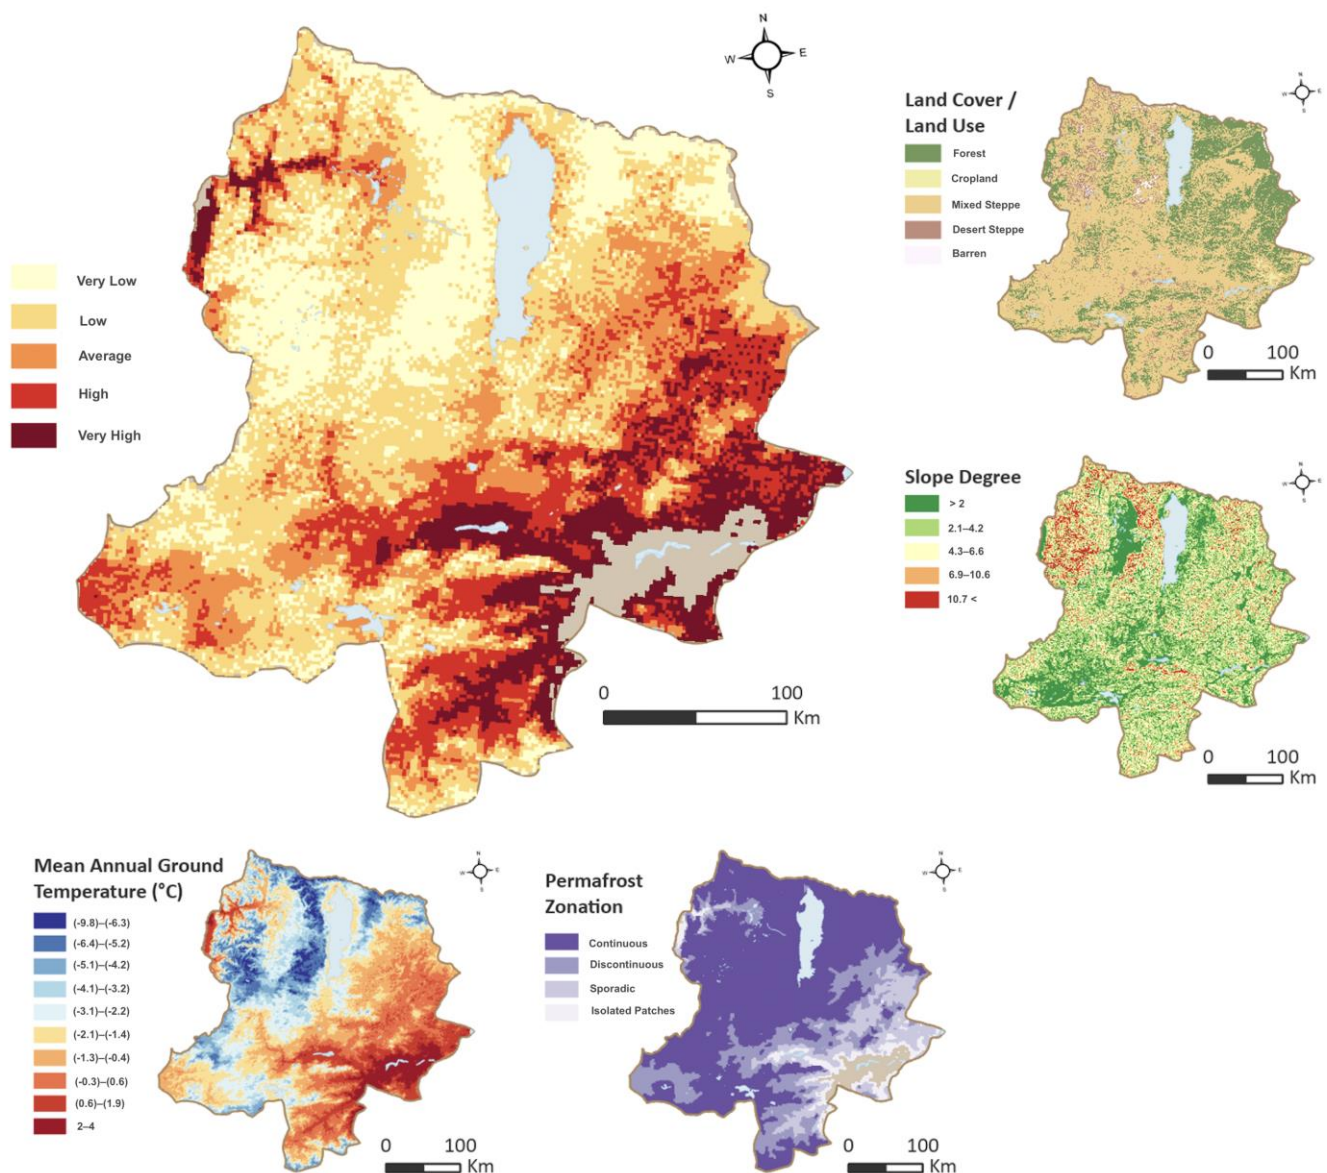 N
W
E
S
Very Low
Low
Average
High
Very High
0
100
Km
Land Cover /
Land Use
Forest
Cropland
Mixed Steppe
Desert Steppe
Barren
N
W
E
S
0
100
Km
Slope Degree
> 2
2.1–4.2
4.3–6.6
6.9–10.6
10.7 <
N
W
E
S
0
100
Km
Mean Annual Ground
Temperature (°C)
(-9.8)–(-6.3)
(-6.4)–(-5.2)
(-5.1)–(-4.2)
(-4.1)–(-3.2)
(-3.1)–(-2.2)
(-2.1)–(-1.4)
(-1.3)–(-0.4)
(-0.3)–(0.6)
(0.6)–(1.9)
2–4
N
W
E
S
0
100
Km
Permafrost
Zonation
Continuous
Discontinuous
Sporadic
Isolated Patches
N
W
E
S
0
100
Km